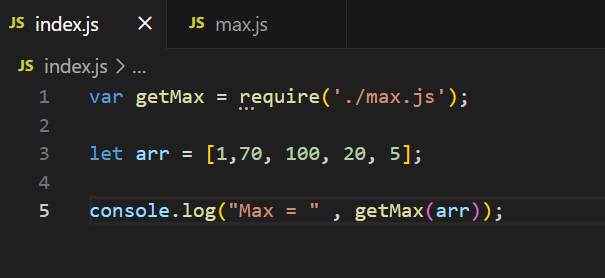 JS index.js × JS max.js
JS index.js > ...
1 var getMax = require('./max.js');
2
3 let arr = [1,70, 100, 20, 5];
4
5 console.log("Max = " , getMax(arr));